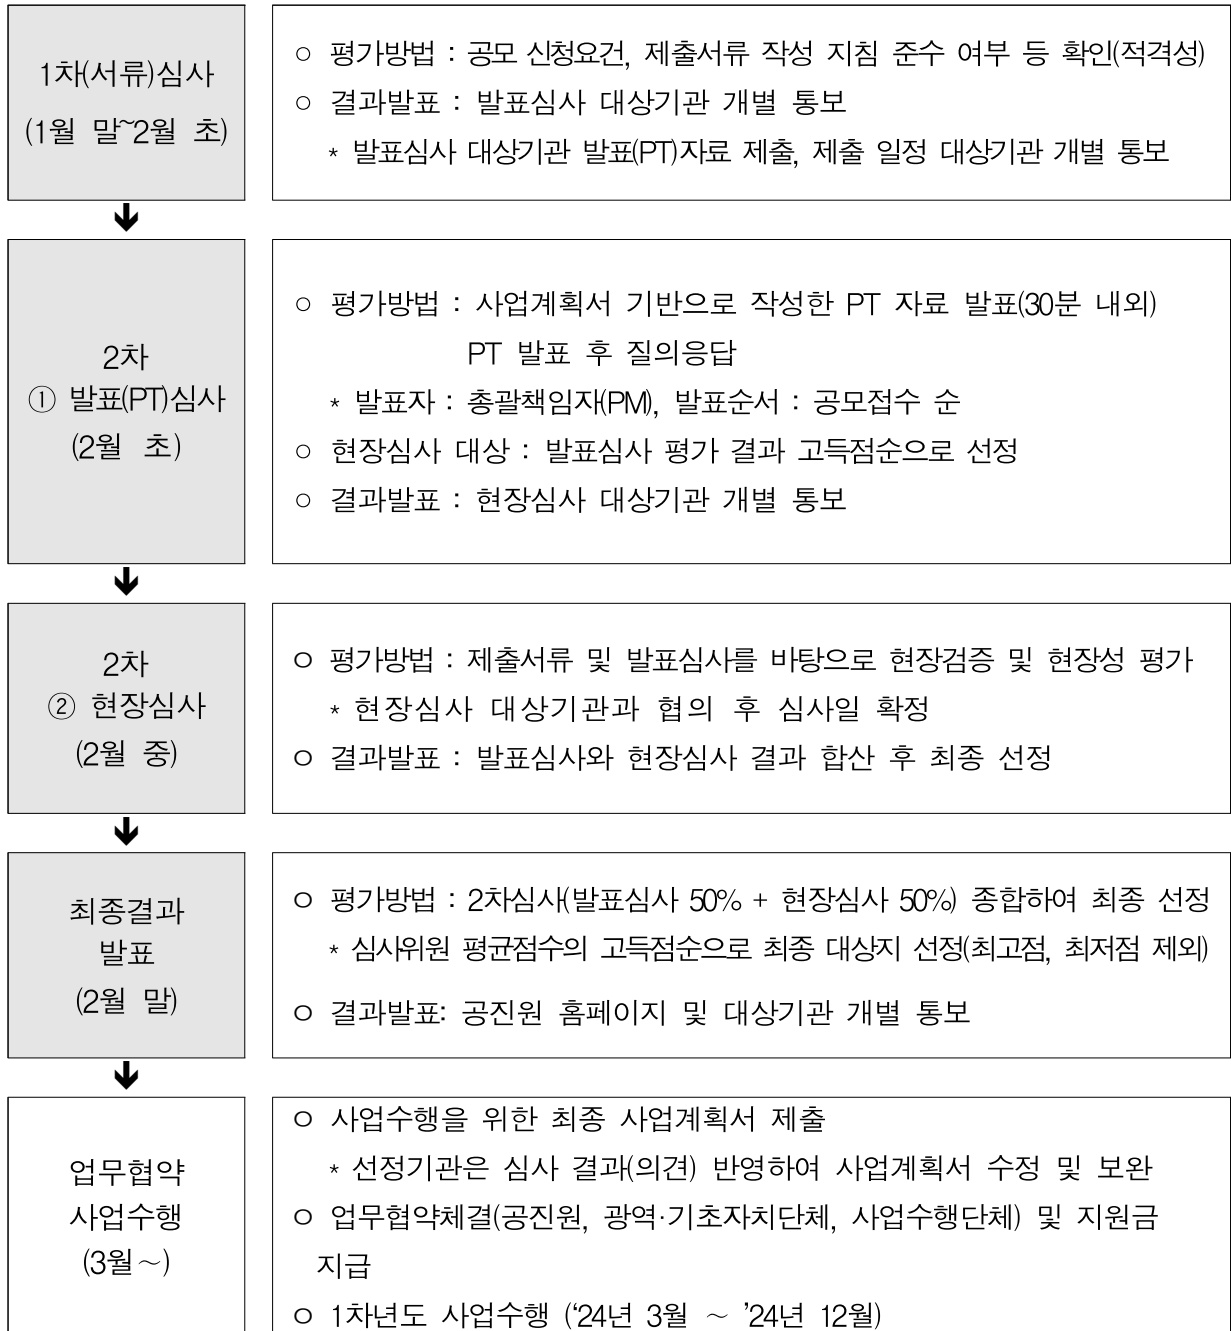 1차(서류)심사
(1월 말~2월 초)
○ 평가방법 : 공모 신청요건, 제출서류 작성 지침 준수 여부 등 확인(적격성)
○ 결과발표 : 발표심사 대상기관 개별 통보
* 발표심사 대상기관 발표(PT)자료 제출, 제출 일정 대상기관 개별 통보
🡻
2차
① 발표(PT)심사
(2월 초)
○ 평가방법 : 사업계획서 기반으로 작성한 PT 자료 발표(30분 내외)
PT 발표 후 질의응답
* 발표자 : 총괄책임자(PM), 발표순서 : 공모접수 순
○ 현장심사 대상 : 발표심사 평가 결과 고득점순으로 선정
○ 결과발표 : 현장심사 대상기관 개별 통보
🡻
2차
② 현장심사
(2월 중)
ㅇ 평가방법 : 제출서류 및 발표심사를 바탕으로 현장검증 및 현장성 평가
* 현장심사 대상기관과 협의 후 심사일 확정
ㅇ 결과발표 : 발표심사와 현장심사 결과 합산 후 최종 선정
🡻
최종결과
발표
(2월 말)
ㅇ 평가방법 : 2차심사(발표심사 50% + 현장심사 50%) 종합하여 최종 선정
* 심사위원 평균점수의 고득점순으로 최종 대상지 선정(최고점, 최저점 제외)
ㅇ 결과발표: 공진원 홈페이지 및 대상기관 개별 통보
🡻
업무협약
사업수행
(3월～)
ㅇ 사업수행을 위한 최종 사업계획서 제출
* 선정기관은 심사 결과(의견) 반영하여 사업계획서 수정 및 보완
ㅇ 업무협약체결(공진원, 광역·기초자치단체, 사업수행단체) 및 지원금
지급
ㅇ 1차년도 사업수행 (‘24년 3월 ～ ’24년 12월)